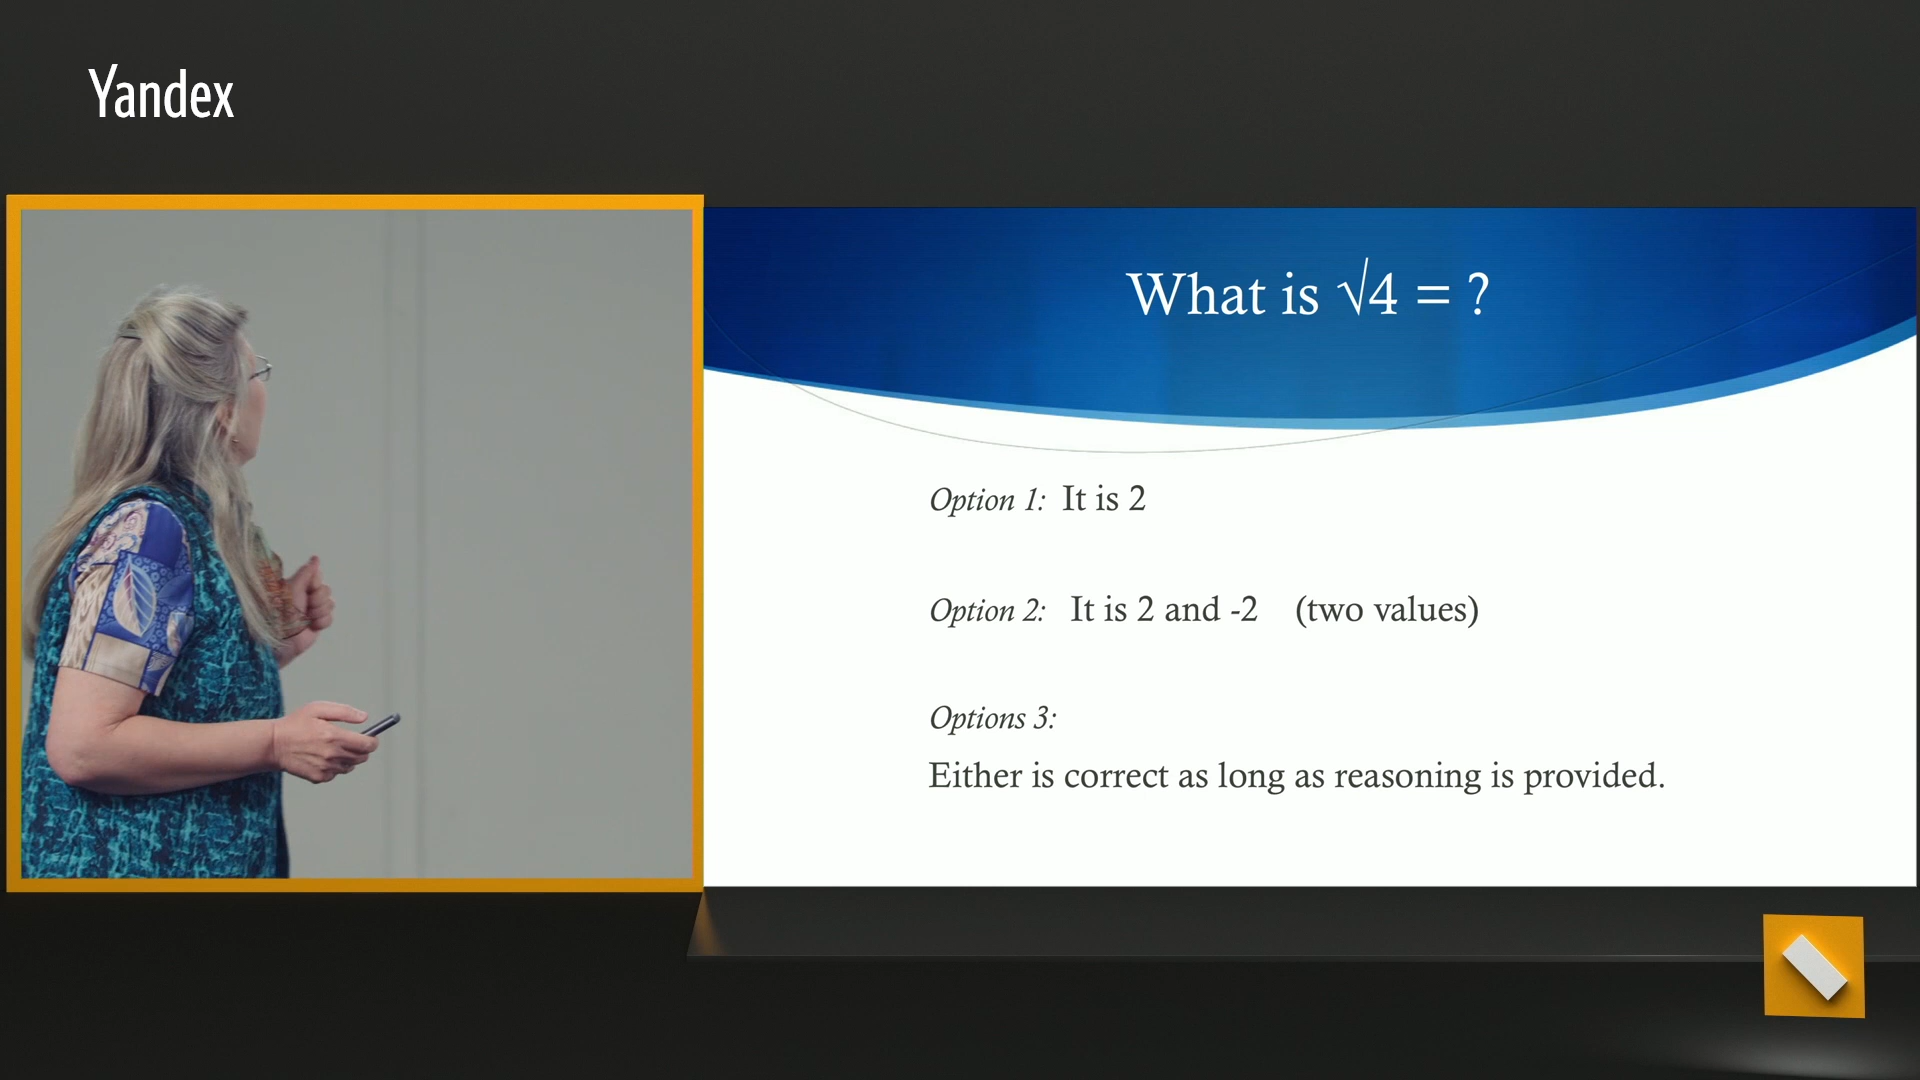 Yandex
What is √4 = ?
Option 1: It is 2
Option 2: It is 2 and -2 (two values)
Options 3:
Either is correct as long as reasoning is provided.